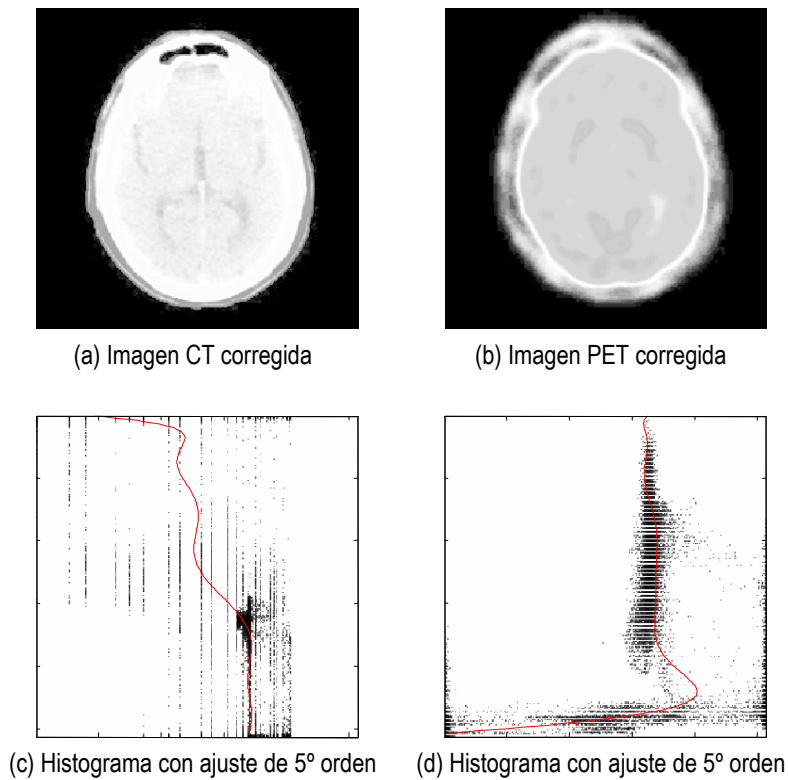 (a) Imagen CT corregida
(b) Imagen PET corregida
(c) Histograma con ajuste de 5º orden
(d) Histograma con ajuste de 5º orden